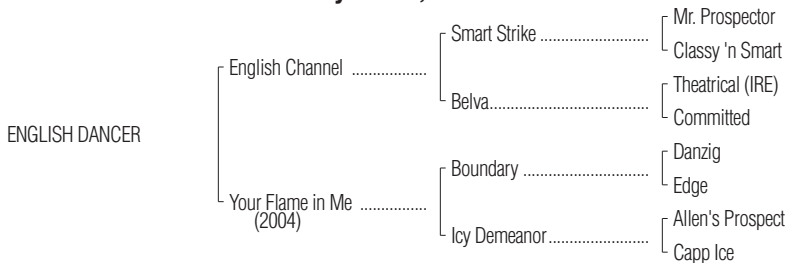 Mr. Prospector
Smart Strike ........................
Classy 'n Smart
English Channel ..................
Theatrical (IRE)
Belva.....................................
Committed
ENGLISH DANCER
Danzig
Boundary ............................
Edge
Your Flame in Me ................
(2004)
Allen's Prospect
Icy Demeanor.......................
Capp Ice